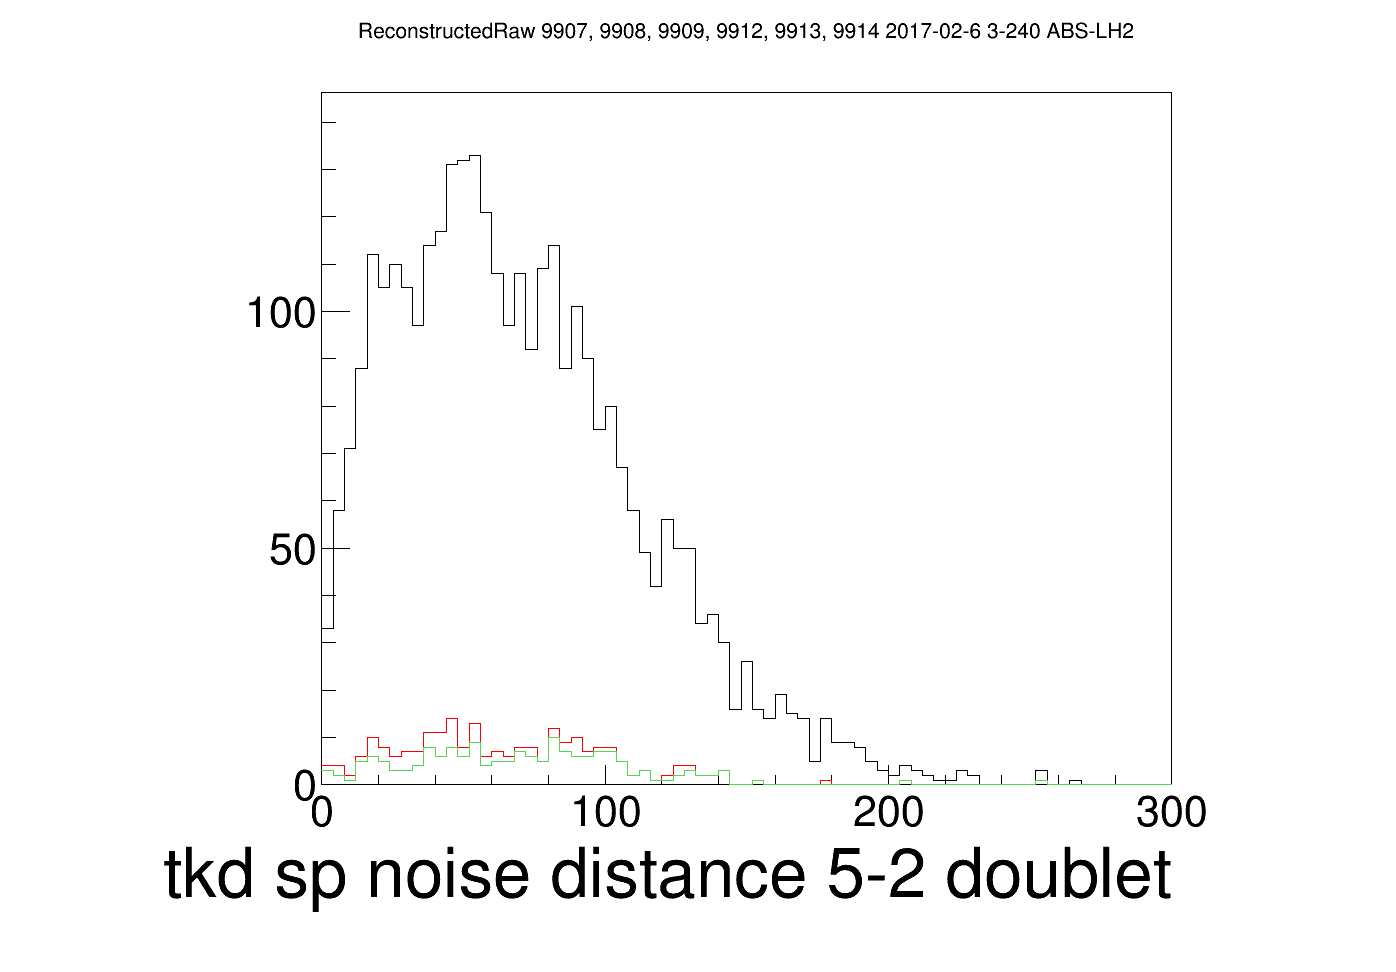 ReconstructedRaw 9907, 9908, 9909, 9912, 9913, 9914 2017-02-6 3-240 ABS-LH2
100
50
0
0 100 200 300
tkd sp noise distance 5-2 doublet